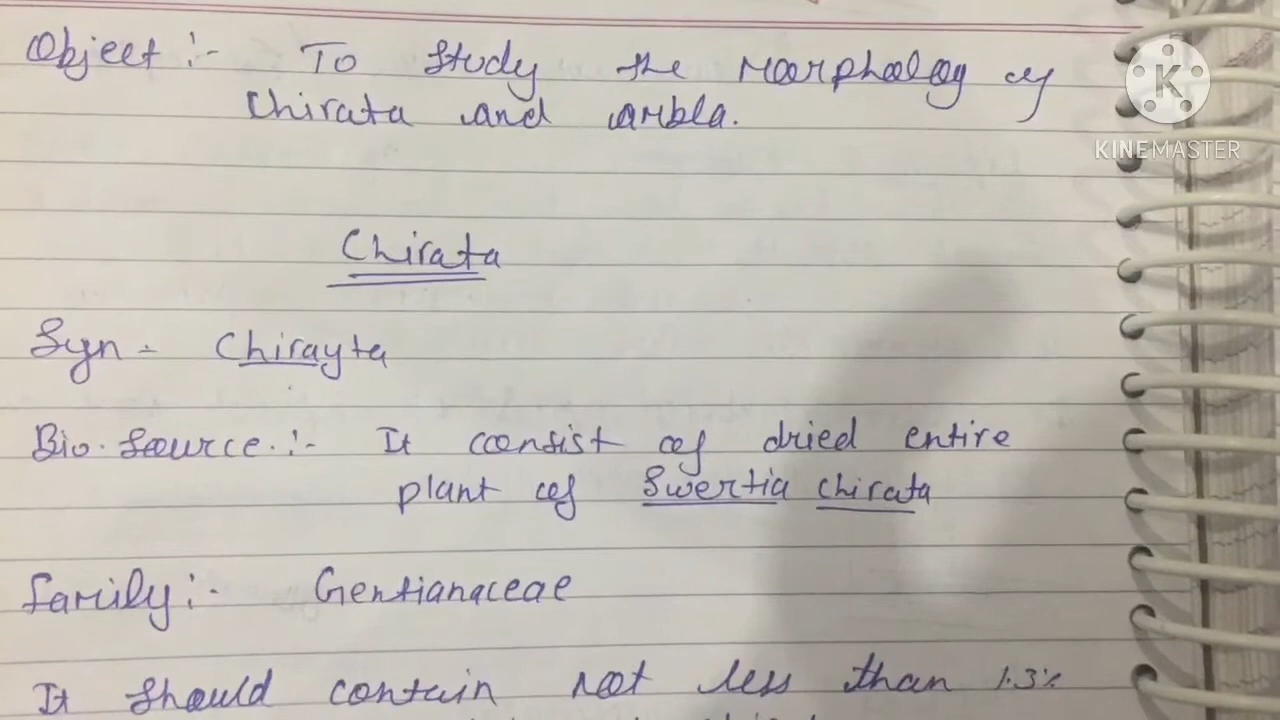 Object :- To study the Morphology of
Chirata and ambla.
KINEMASTER
Chirata
Syn - Chirayta
Bio. Source :- It consist of dried entire
plant of Swertia chirata
family :- Gentianaceae
It should contain not less than 1.3%